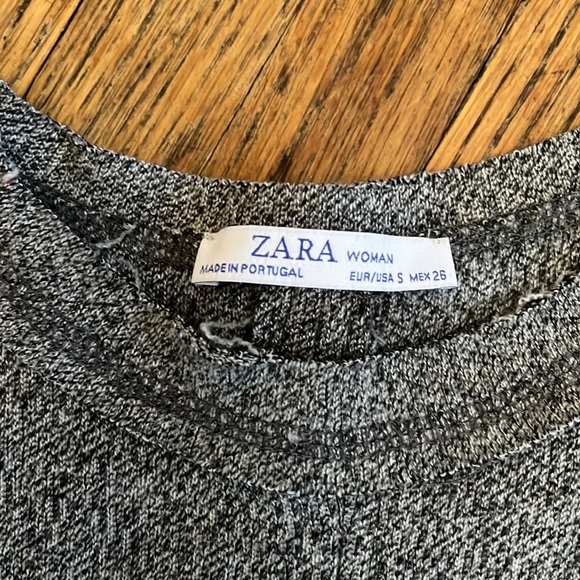 ZARA WOMAN
MADE IN PORTUGAL EUR/USA S MEX 26